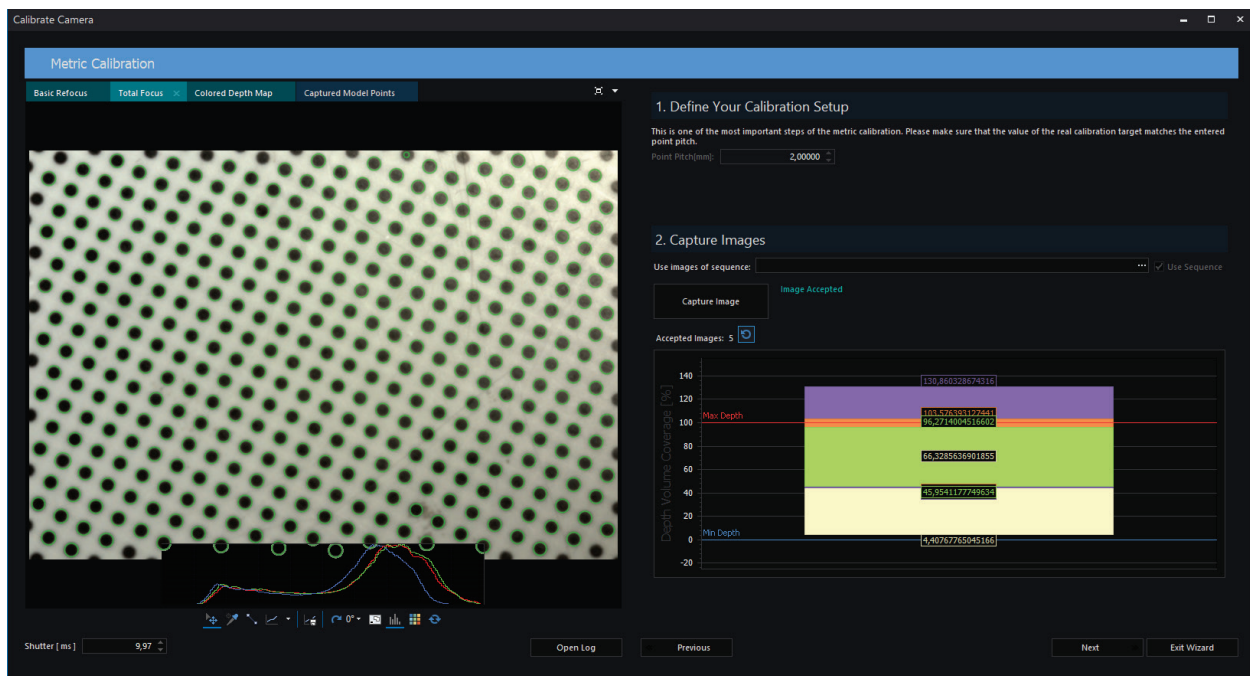 Calibrate Camera
Metric Calibration
Basic Refocus
Total Focus
Colored Depth Map
Captured Model Points
1. Define Your Calibration Setup
This is one of the most important steps of the metric calibration. Please make sure that the value of the real calibration target matches the entered
point pitch.
Point Pitch[mm]: 2,00000
2. Capture Images
Use images of sequence: ... Use Sequence
Capture Image
Image Accepted
Accepted Images: 5
Depth Volume Coverage [%]
140
120
100
80
60
40
20
0
-20
Max Depth
Min Depth
130,860328674316
103,576393127441
96,2714004516602
66,3285636901855
45,9541177749634
4,40767765045166
0°
Shutter [ms] 9,97
Open Log
Previous
Next
Exit Wizard